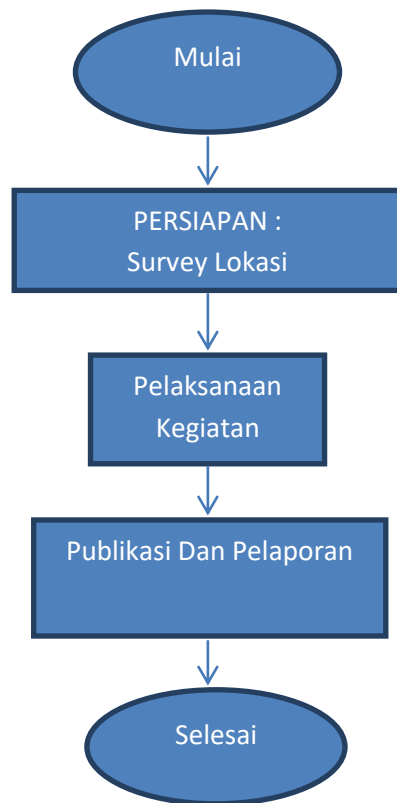 Mulai
PERSIAPAN :
Survey Lokasi
Pelaksanaan
Kegiatan
Publikasi Dan Pelaporan
Selesai